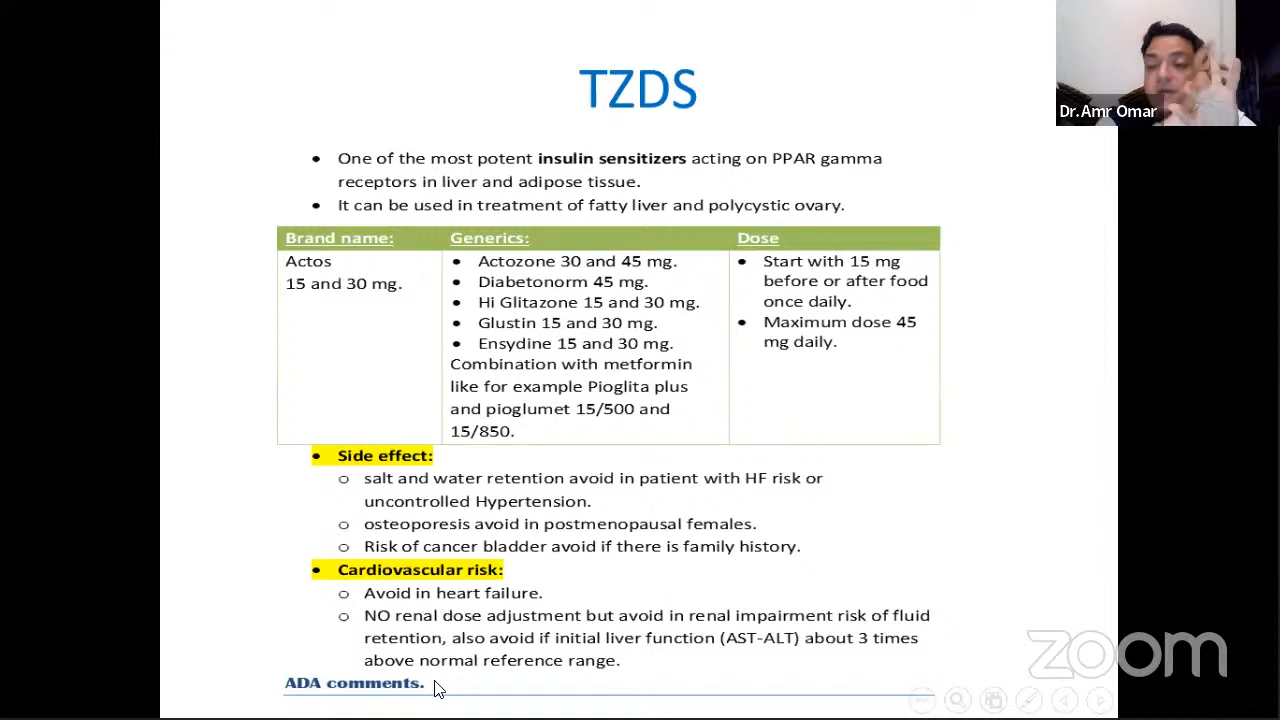 TZDS
Dr.Amr Omar
• One of the most potent insulin sensitizers acting on PPAR gamma
receptors in liver and adipose tissue.
• It can be used in treatment of fatty liver and polycystic ovary.
Brand name:
Actos
15 and 30 mg.
Generics:
• Actozone 30 and 45 mg.
• Diabetonorm 45 mg.
• Hi Glitazone 15 and 30 mg.
• Glustin 15 and 30 mg.
• Ensydine 15 and 30 mg.
Combination with metformin
like for example Pioglita plus
and pioglumet 15/500 and
15/850.
Dose
• Start with 15 mg
before or after food
once daily.
• Maximum dose 45
mg daily.
• Side effect:
o salt and water retention avoid in patient with HF risk or
uncontrolled Hypertension.
o osteoporesis avoid in postmenopausal females.
o Risk of cancer bladder avoid if there is family history.
• Cardiovascular risk:
o Avoid in heart failure.
o NO renal dose adjustment but avoid in renal impairment risk of fluid
retention, also avoid if initial liver function (AST-ALT) about 3 times
above normal reference range.
ADA comments.
zoom